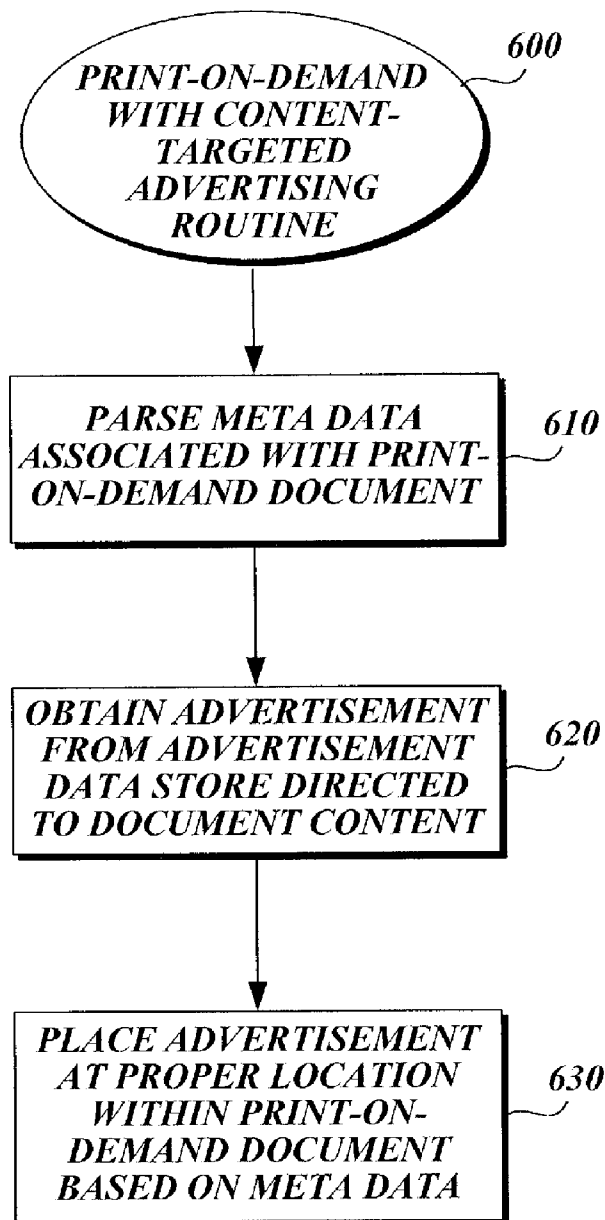 600
PRINT-ON-DEMAND
WITH CONTENT-
TARGETED
ADVERTISING
ROUTINE
PARSE META DATA
ASSOCIATED WITH PRINT-
ON-DEMAND DOCUMENT
610
OBTAIN ADVERTISEMENT
FROM ADVERTISEMENT
DATA STORE DIRECTED
TO DOCUMENT CONTENT
620
PLACE ADVERTISEMENT
AT PROPER LOCATION
WITHIN PRINT-ON-
DEMAND DOCUMENT
BASED ON META DATA
630